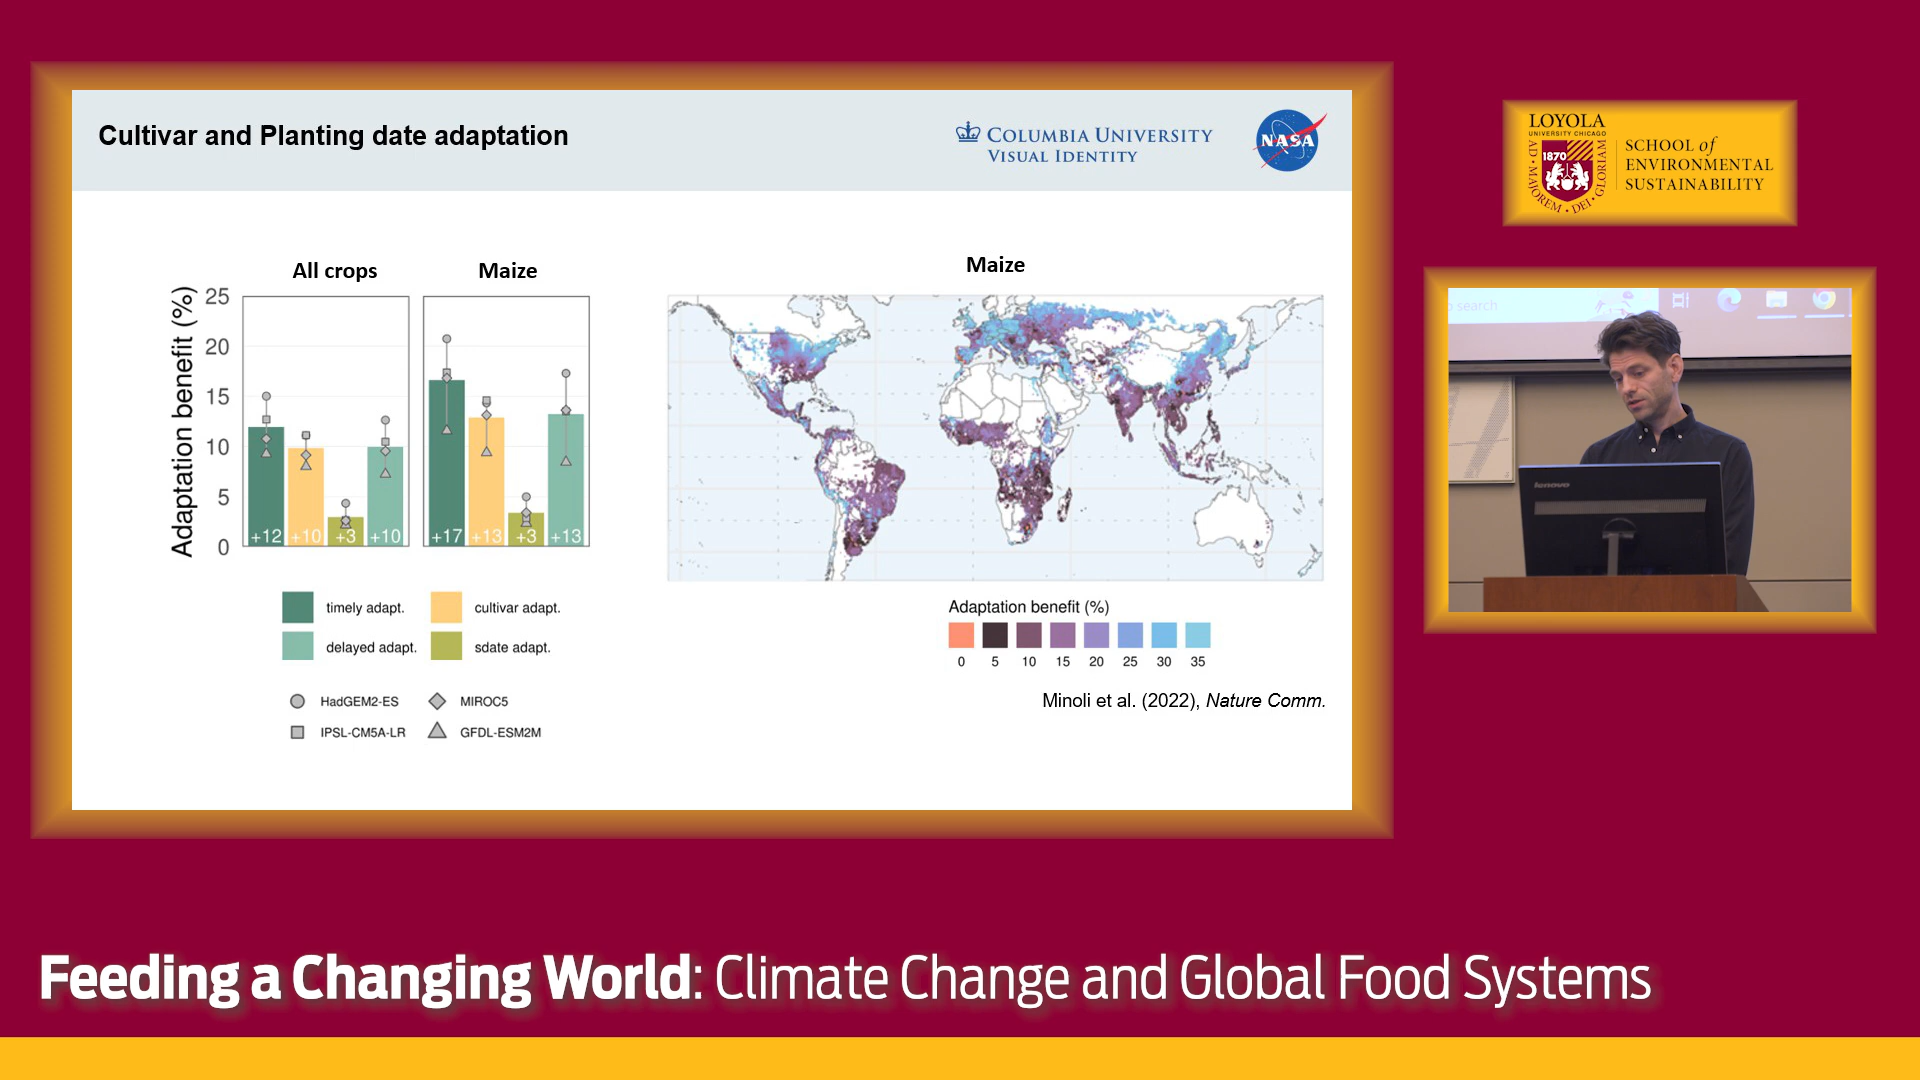 Cultivar and Planting date adaptation
COLUMBIA UNIVERSITY
VISUAL IDENTITY
NASA
All crops
Maize
Adaptation benefit (%)
25
20
15
10
5
0
+12
+10
+3
+10
+17
+13
+3
+13
timely adapt.
cultivar adapt.
delayed adapt.
sdate adapt.
HadGEM2-ES
MIROC5
IPSL-CM5A-LR
GFDL-ESM2M
Maize
Adaptation benefit (%)
0 5 10 15 20 25 30 35
Minoli et al. (2022), Nature Comm.
LOYOLA
UNIVERSITY CHICAGO
1870
AD • MAJOREM • DEI • GLORIAM
SCHOOL of
ENVIRONMENTAL
SUSTAINABILITY
search
lenovo
Feeding a Changing World: Climate Change and Global Food Systems